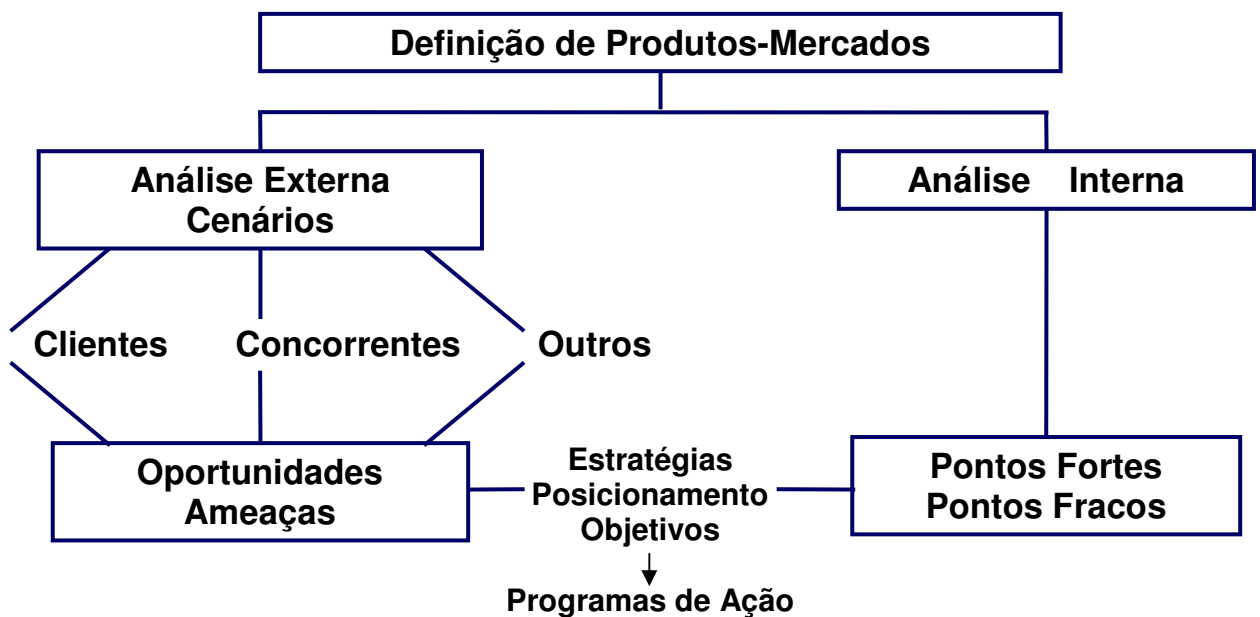 Definição de Produtos-Mercados
Análise Externa
Cenários
Análise Interna
Clientes
Concorrentes
Outros
Oportunidades
Ameaças
Estratégias
Posicionamento
Objetivos
Pontos Fortes
Pontos Fracos
Programas de Ação